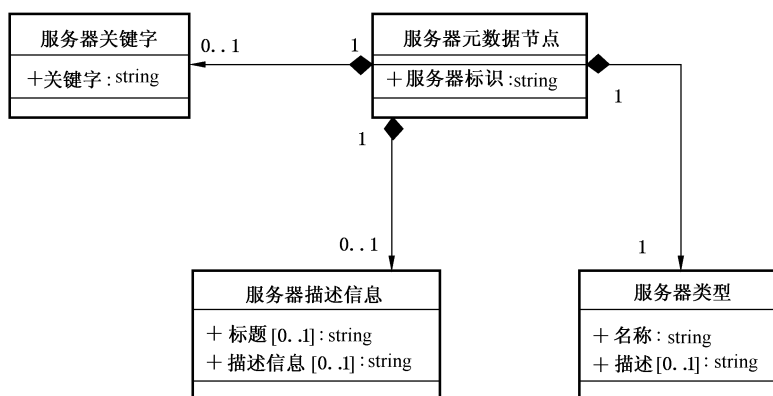 服务器关键字
+关键字:string
0..1
1
服务器元数据节点
+服务器标识:string
1
1
0..1
1
服务器描述信息
+标题[0..1]:string
+描述信息[0..1]:string
服务器类型
+名称:string
+描述[0..1]:string